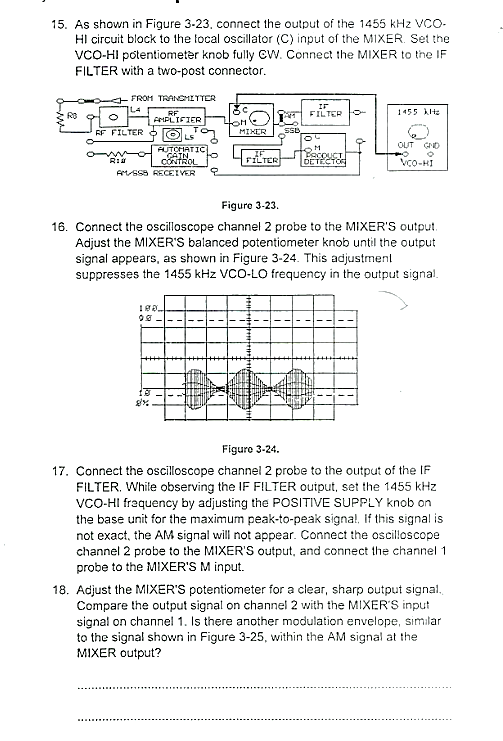 15. As shown in Figure 3-23, connect the output of the 1455 kHz VCO-
HI circuit block to the local oscillator (C) input of the MIXER. Set the
VCO-HI potentiometer knob fully CW. Connect the MIXER to the IF
FILTER with a two-post connector.
FROM TRANSMITTER
R8
L4
RF FILTER
RF
AMPLIFIER
T
L5
C
M
MIXER
AM
SSB
IF
FILTER
1455 kHz
OUT GND
VCO-HI
R10
AUTOMATIC
GAIN
CONTROL
IF
FILTER
L
M
PRODUCT
DETECTOR
AM/SSB RECEIVER
Figure 3-23.
16. Connect the oscilloscope channel 2 probe to the MIXER'S output.
Adjust the MIXER'S balanced potentiometer knob until the output
signal appears, as shown in Figure 3-24. This adjustment
suppresses the 1455 kHz VCO-LO frequency in the output signal.
100
90
10
0%
Figure 3-24.
17. Connect the oscilloscope channel 2 probe to the output of the IF
FILTER. While observing the IF FILTER output, set the 1455 kHz
VCO-HI frequency by adjusting the POSITIVE SUPPLY knob on
the base unit for the maximum peak-to-peak signal. If this signal is
not exact, the AM signal will not appear. Connect the oscilloscope
channel 2 probe to the MIXER'S output, and connect the channel 1
probe to the MIXER'S M input.
18. Adjust the MIXER'S potentiometer for a clear, sharp output signal.
Compare the output signal on channel 2 with the MIXER'S input
signal on channel 1. Is there another modulation envelope, similar
to the signal shown in Figure 3-25, within the AM signal at the
MIXER output?